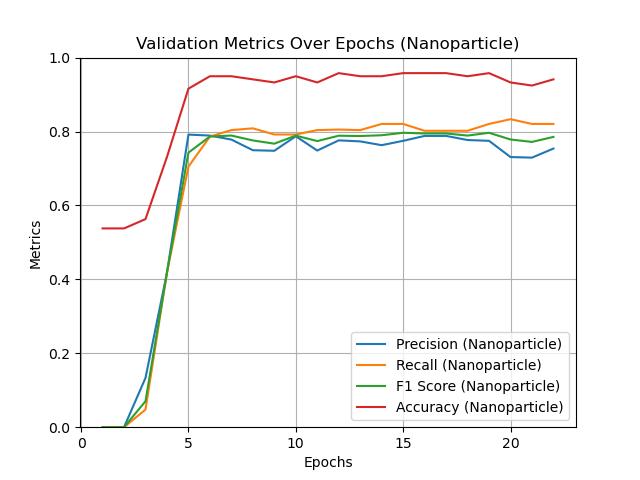 Validation Metrics Over Epochs (Nanoparticle)
1.0
0.8
0.6
0.4
0.2
0.0
Metrics
0 5 10 15 20
Epochs
Precision (Nanoparticle)
Recall (Nanoparticle)
F1 Score (Nanoparticle)
Accuracy (Nanoparticle)